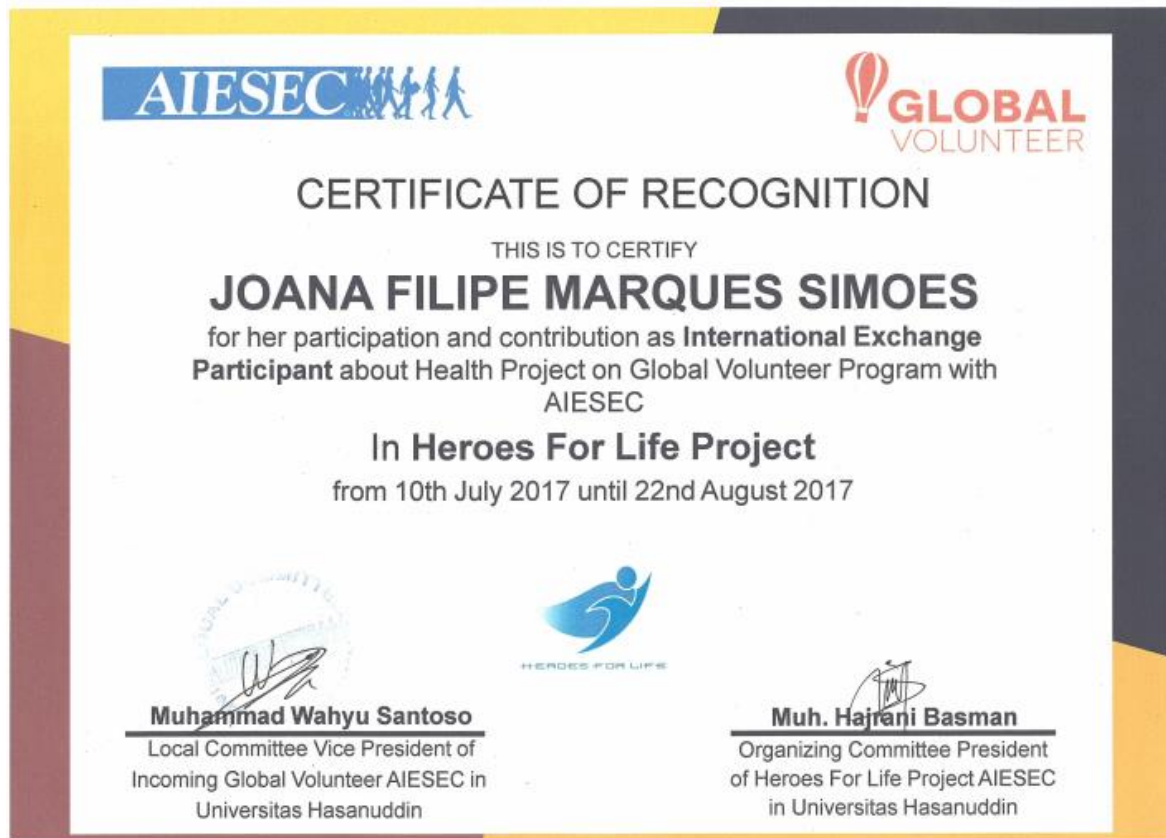 AIESEC
GLOBAL
VOLUNTEER
CERTIFICATE OF RECOGNITION
THIS IS TO CERTIFY
JOANA FILIPE MARQUES SIMOES
for her participation and contribution as International Exchange
Participant about Health Project on Global Volunteer Program with
AIESEC
In Heroes For Life Project
from 10th July 2017 until 22nd August 2017
HEROES FOR LIFE
Muhammad Wahyu Santoso
Local Committee Vice President of
Incoming Global Volunteer AIESEC in
Universitas Hasanuddin
Muh. Hajrani Basman
Organizing Committee President
of Heroes For Life Project AIESEC
in Universitas Hasanuddin